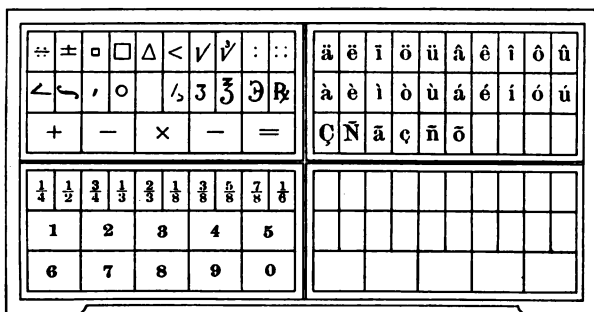 ÷ ± ▫ □ △ < √ ∛ : ∷
∠ ′ ○ ʒ ℥ ℞
+ − × − =
ä ë ī ö ü â ê î ô û
à è ì ò ù á é í ó ú
Ç Ñ ã ç ñ õ
¼ ½ ¾ ⅓ ⅔ ⅛ ⅜ ⅝ ⅞ ⅙
1 2 3 4 5
6 7 8 9 0